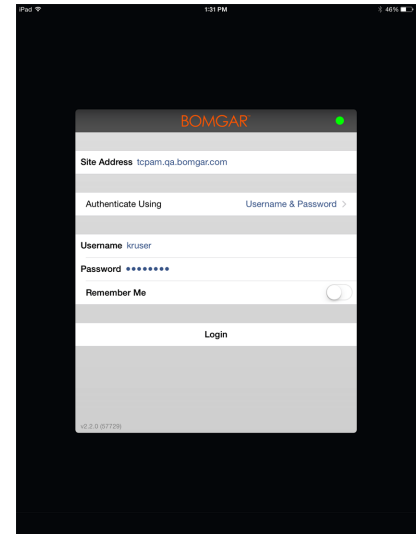 iPad
1:31 PM
46%
BOMGAR
Site Address tcpam.qa.bomgar.com
Authenticate Using Username & Password >
Username kruser
Password ●●●●●●●●
Remember Me
Login
v2.2.0 (57729)